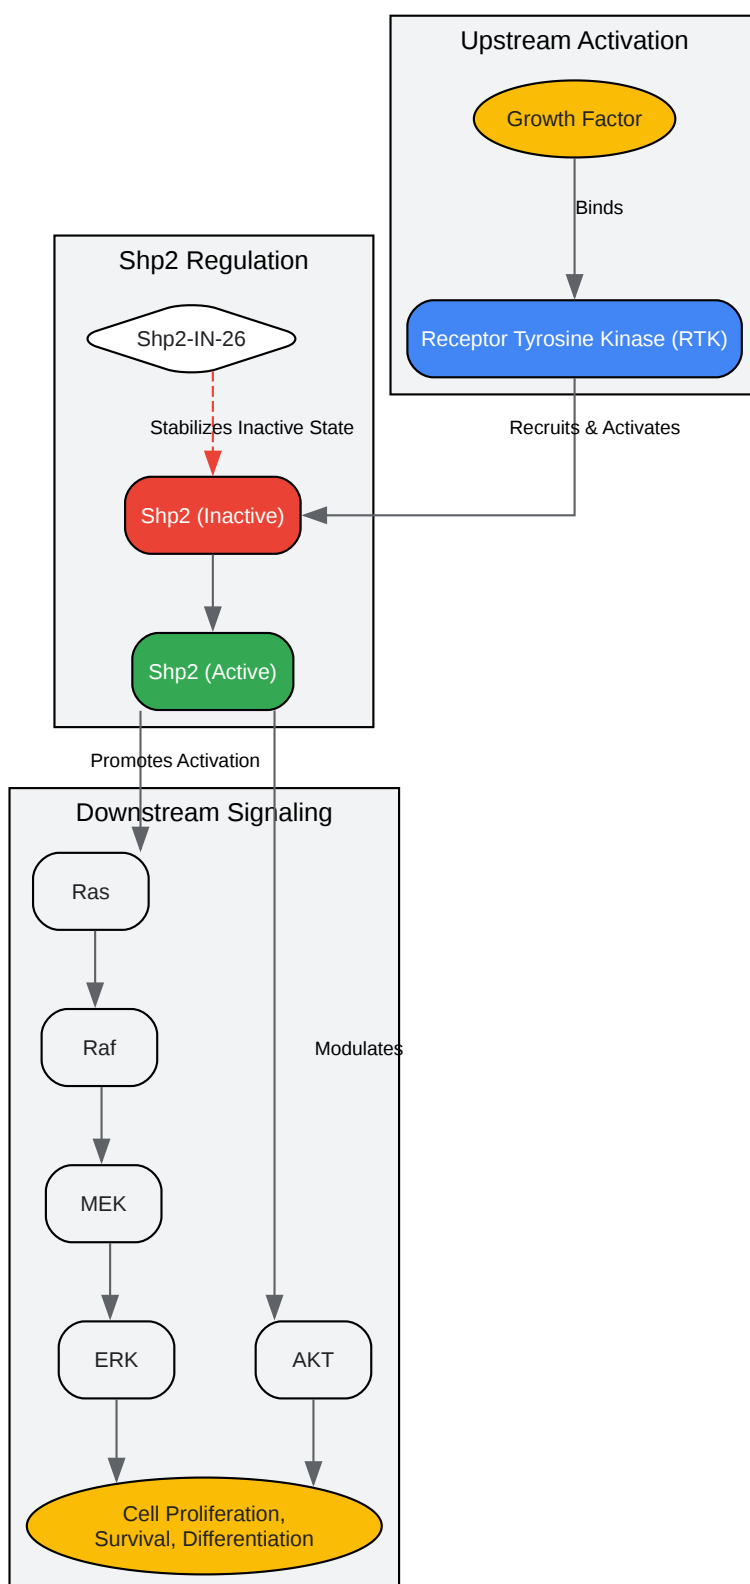 Upstream Activation
Growth Factor
Binds
Receptor Tyrosine Kinase (RTK)
Recruits & Activates
Shp2 Regulation
Shp2-IN-26
Stabilizes Inactive State
Shp2 (Inactive)
Shp2 (Active)
Promotes Activation
Downstream Signaling
Ras
Raf
Modulates
MEK
ERK
AKT
Cell Proliferation,
Survival, Differentiation